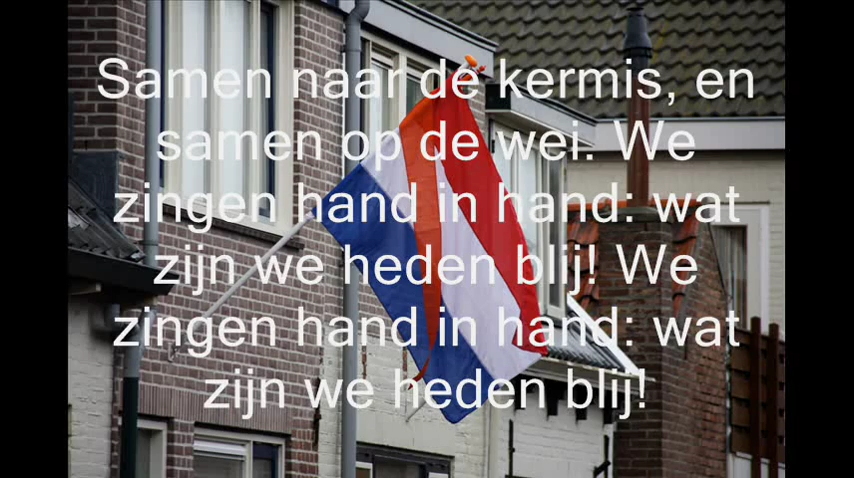 Samen naar de kermis, en
samen op de wei. We
zingen hand in hand: wat
zijn we heden blij! We
zingen hand in hand: wat
zijn we heden blij!